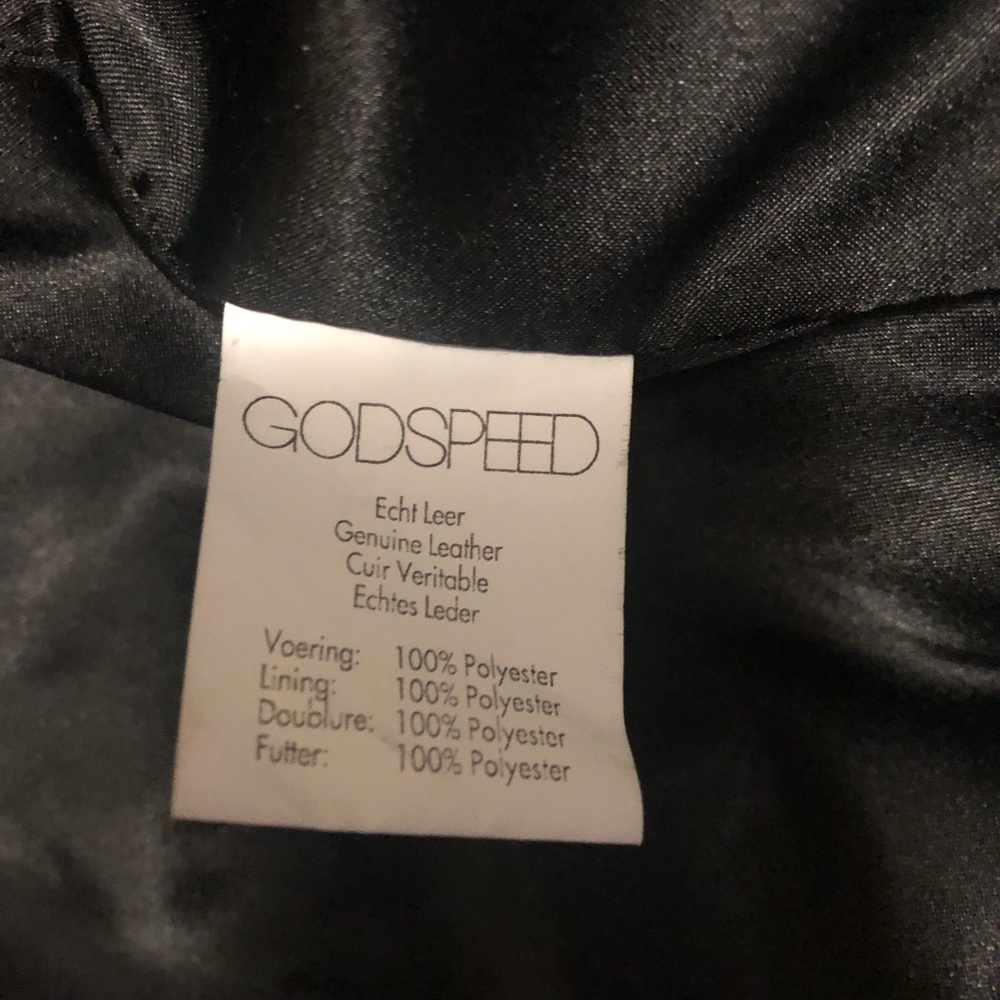 GODSPEED
Echt Leer
Genuine Leather
Cuir Veritable
Echtes Leder
Voering: 100% Polyester
Lining: 100% Polyester
Doublure: 100% Polyester
Futter: 100% Polyester